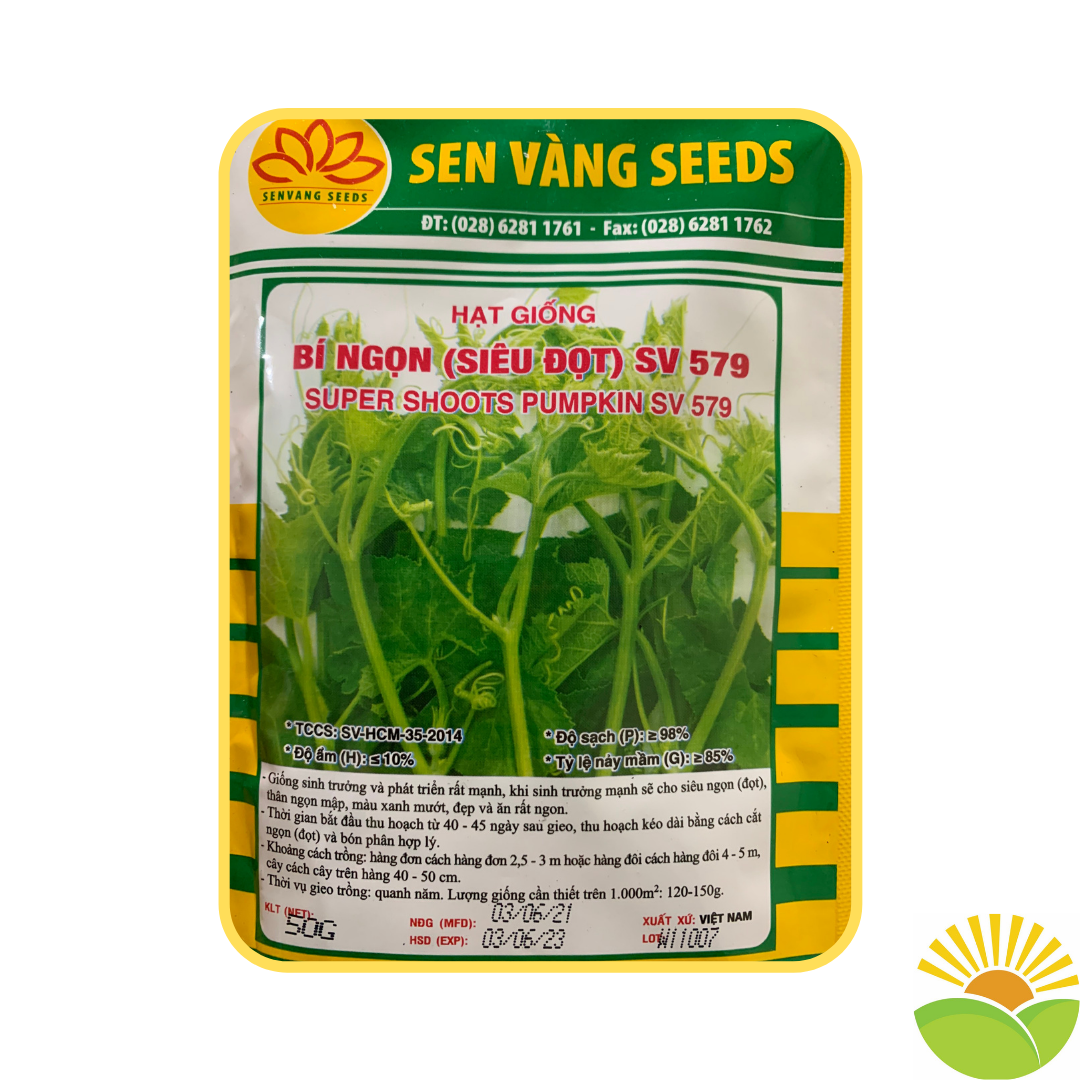 SENVANG SEEDS
SEN VÀNG SEEDS
ĐT: (028) 6281 1761 - Fax: (028) 6281 1762
HẠT GIỐNG
BÍ NGỌN (SIÊU ĐỌT) SV 579
SUPER SHOOTS PUMPKIN SV 579
* TCCS: SV-HCM-35-2014
* Độ sạch (P): ≥ 98%
* Độ ẩm (H): ≤ 10%
* Tỷ lệ nảy mầm (G): ≥ 85%
- Giống sinh trưởng và phát triển rất mạnh, khi sinh trưởng mạnh sẽ cho siêu ngọn (đọt),
thân ngọn mập, màu xanh mướt, đẹp và ăn rất ngon.
- Thời gian bắt đầu thu hoạch từ 40 - 45 ngày sau gieo, thu hoạch kéo dài bằng cách cắt
ngọn (đọt) và bón phân hợp lý.
- Khoảng cách trồng: hàng đơn cách hàng đơn 2,5 - 3 m hoặc hàng đôi cách hàng đôi 4 - 5 m,
cây cách cây trên hàng 40 - 50 cm.
- Thời vụ gieo trồng: quanh năm. Lượng giống cần thiết trên 1.000m²: 120-150g.
KLT (NET):
50G
NĐG (MFD): 03/06/21
HSD (EXP): 03/06/23
XUẤT XỨ: VIỆT NAM
LOT: W11007